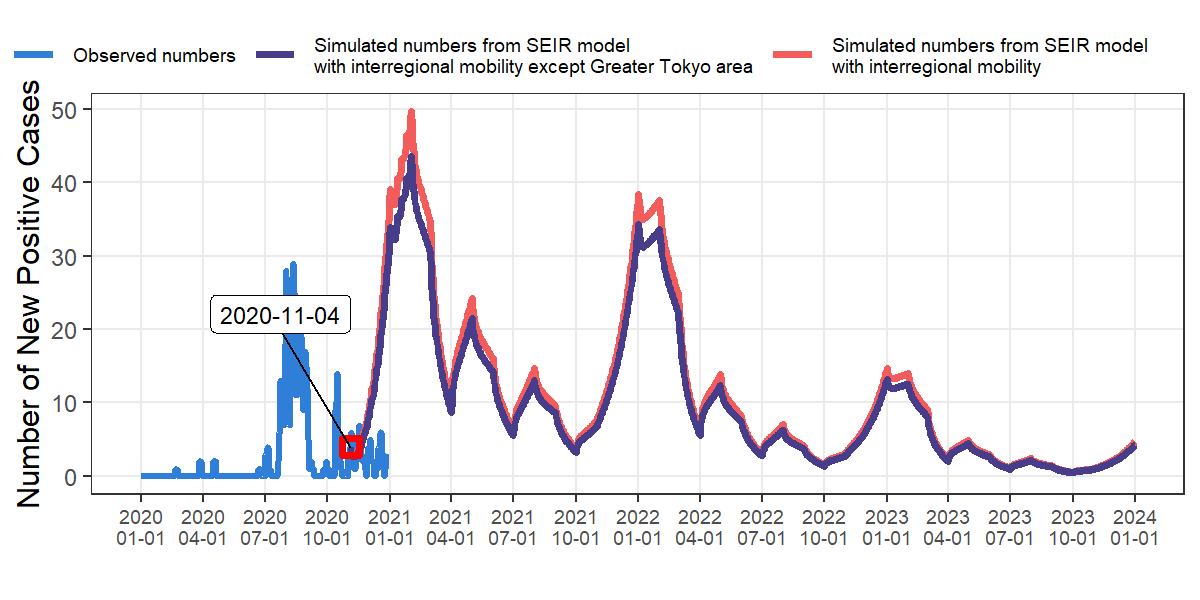 Observed numbers
Simulated numbers from SEIR model
with interregional mobility except Greater Tokyo area
Simulated numbers from SEIR model
with interregional mobility
Number of New Positive Cases
50
40
30
20
10
0
2020-11-04
2020 2020 2020 2020 2021 2021 2021 2021 2022 2022 2022 2022 2023 2023 2023 2023 2024
01-01 04-01 07-01 10-01 01-01 04-01 07-01 10-01 01-01 04-01 07-01 10-01 01-01 04-01 07-01 10-01 01-01